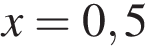 x = 0, 5